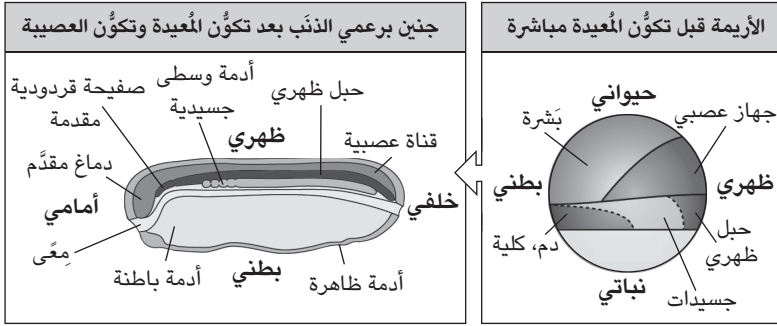 الأريمة قبل تكوُّن المُعيدة مباشرة
حيواني
جهاز عصبي
بَشرة
ظهري
بطني
حبل
ظهري
دم، كلية
جسيدات
نباتي
جنين برعمي الذنَب بعد تكوُّن المُعيدة وتكوُّن العصيبة
أدمة وسطى
جسيدية
صفيحة قردودية
مقدمة
حبل ظهري
ظهري
قناة عصبية
دماغ مقدَّم
أمامي
خلفي
مِعًى
أدمة باطنة
بطني
أدمة ظاهرة